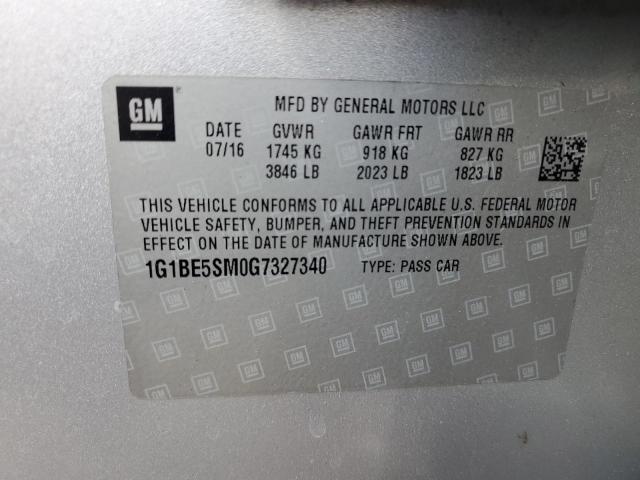 GM
MFD BY GENERAL MOTORS LLC
DATE GVWR GAWR FRT GAWR RR
07/16 1745 KG 918 KG 827 KG
3846 LB 2023 LB 1823 LB
THIS VEHICLE CONFORMS TO ALL APPLICABLE U.S. FEDERAL MOTOR
VEHICLE SAFETY, BUMPER, AND THEFT PREVENTION STANDARDS IN
EFFECT ON THE DATE OF MANUFACTURE SHOWN ABOVE.
1G1BE5SM0G7327340 TYPE: PASS CAR